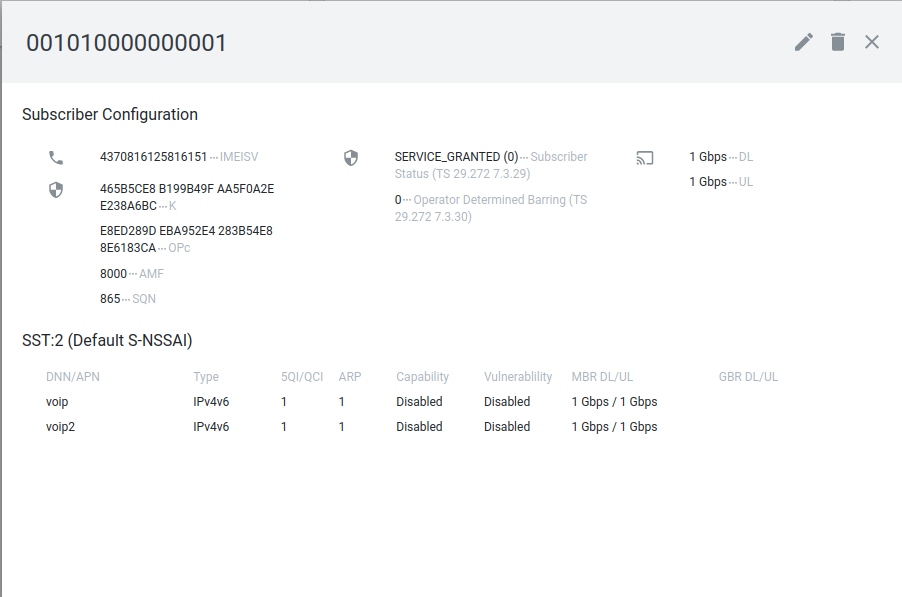 001010000000001
Subscriber Configuration
4370816125816151···IMEISV
465B5CE8 B199B49F AA5F0A2E
E238A6BC···K
E8ED289D EBA952E4 283B54E8
8E6183CA···OPc
8000···AMF
865···SQN
SERVICE_GRANTED (0)···Subscriber
Status (TS 29.272 7.3.29)
0···Operator Determined Barring (TS
29.272 7.3.30)
1 Gbps···DL
1 Gbps···UL
SST:2 (Default S-NSSAI)
DNN/APN Type 5QI/QCI ARP Capability Vulnerablility MBR DL/UL GBR DL/UL
voip IPv4v6 1 1 Disabled Disabled 1 Gbps / 1 Gbps
voip2 IPv4v6 1 1 Disabled Disabled 1 Gbps / 1 Gbps